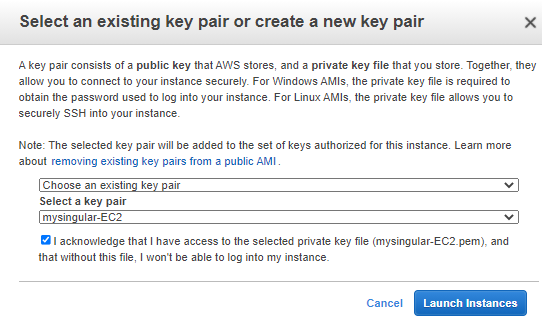 Select an existing key pair or create a new key pair
A key pair consists of a public key that AWS stores, and a private key file that you store. Together, they
allow you to connect to your instance securely. For Windows AMIs, the private key file is required to
obtain the password used to log into your instance. For Linux AMIs, the private key file allows you to
securely SSH into your instance.
Note: The selected key pair will be added to the set of keys authorized for this instance. Learn more
about removing existing key pairs from a public AMI.
Choose an existing key pair
Select a key pair
mysingular-EC2
I acknowledge that I have access to the selected private key file (mysingular-EC2.pem), and
that without this file, I won't be able to log into my instance.
Cancel Launch Instances